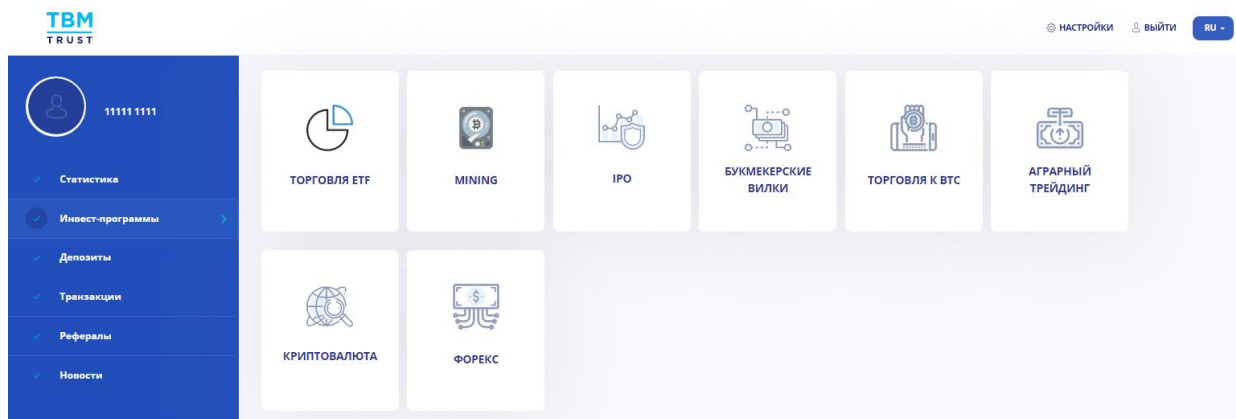 TBM
TRUST
НАСТРОЙКИ
ВЫЙТИ
RU
11111 1111
Статистика
Инвест-программы
Депозиты
Транзакции
Рефералы
Новости
ТОРГОВЛЯ ETF
MINING
IPO
БУКМЕКЕРСКИЕ
ВИЛКИ
ТОРГОВЛЯ К BTC
АГРАРНЫЙ
ТРЕЙДИНГ
КРИПТОВАЛЮТА
ФОРЕКС